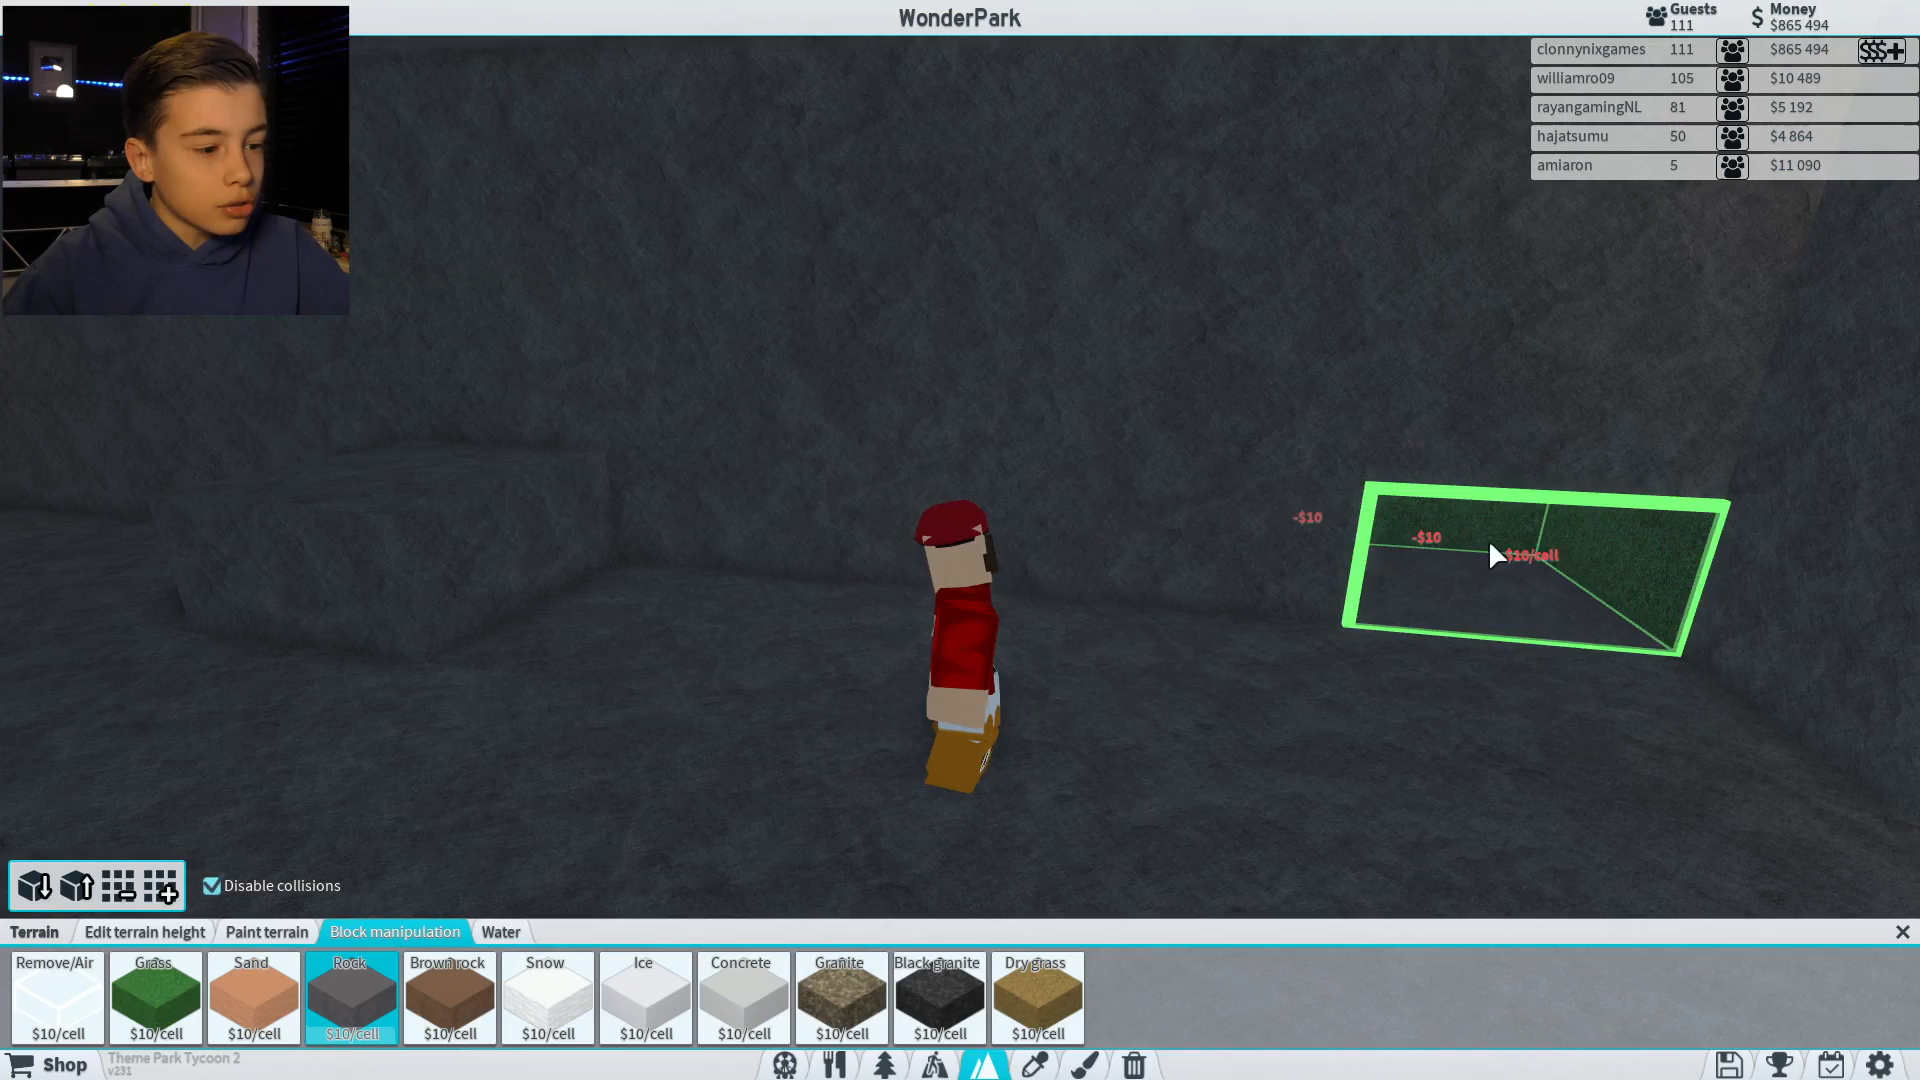 WonderPark
Guests
111
Money
$865 494
clonnynixgames 111 $865 494 $$$+
williamro09 105 $10 489
rayangamingNL 81 $5 192
hajatsumu 50 $4 864
amiaron 5 $11 090
-$10
-$10
$10/cell
Disable collisions
Terrain Edit terrain height Paint terrain Block manipulation Water
Remove/Air Grass Sand Rock Brown rock Snow Ice Concrete Granite Black granite Dry grass
$10/cell $10/cell $10/cell $10/cell $10/cell $10/cell $10/cell $10/cell $10/cell $10/cell $10/cell
Shop
Theme Park Tycoon 2
v231